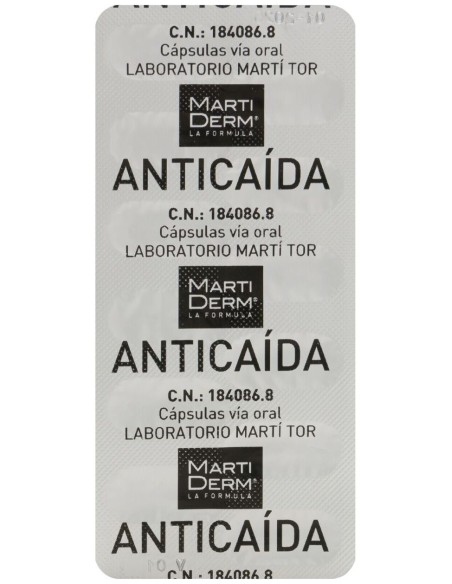 ANTICAÍDA
C.N.: 184086.8
Cápsulas vía oral
LABORATORIO MARTÍ TOR
MARTI
DERM®
LA FORMULA
ANTICAÍDA
C.N.: 184086.8
Cápsulas vía oral
LABORATORIO MARTÍ TOR
MARTI
DERM®
LA FORMULA
ANTICAÍDA
C.N.: 184086.8
Cápsulas vía oral
LABORATORIO MARTÍ TOR
MARTI
DERM®
LA FORMULA
ANTICAÍDA
C.N.: 184086.8